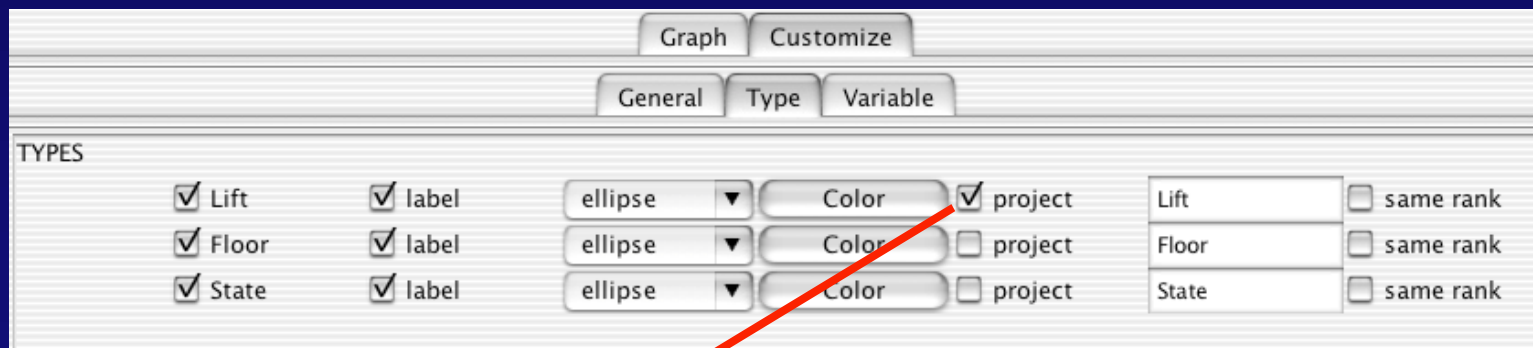 Graph Customize
General Type Variable
TYPES
Lift label ellipse Color project Lift same rank
Floor label ellipse Color project Floor same rank
State label ellipse Color project State same rank